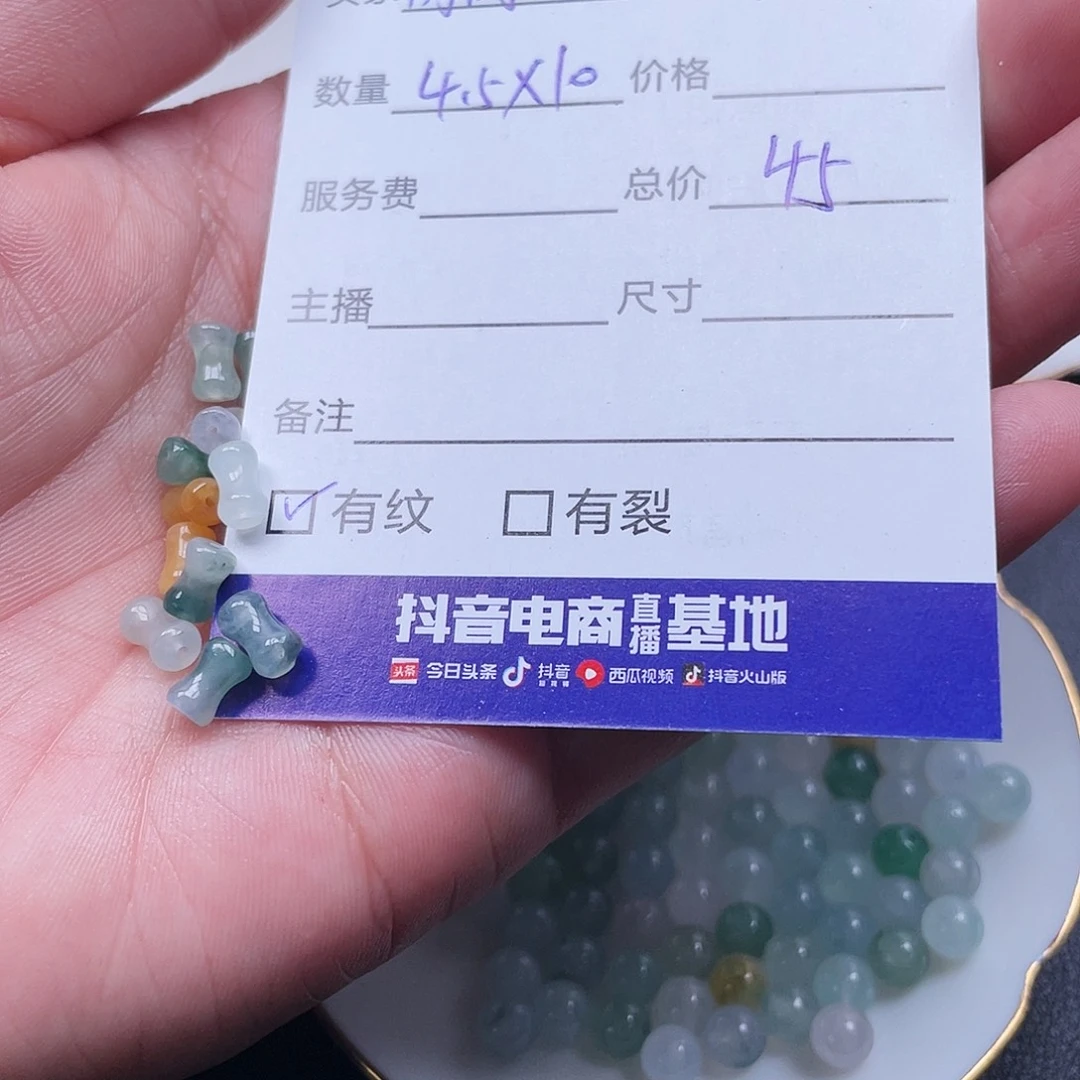 数量 4.5X10 价格
服务费 总价 45
主播 尺寸
备注
☑有纹 ☐有裂
抖音电商直播基地
头条 今日头条 抖音 西瓜视频 抖音火山版